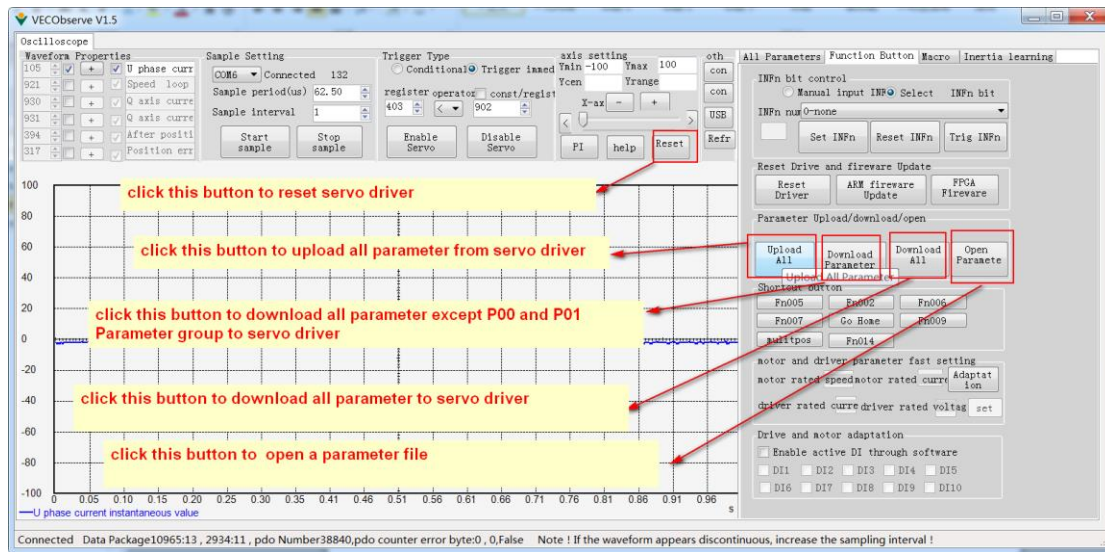 VECObserve V1.5
Oscilloscope
Waveform Properties
105 + U phase curr
921 + Speed loop
930 + Q axis curre
931 + Q axis curre
394 + After positi
317 + Position err
Sample Setting
COM6 Connected 132
Sample period(us) 62.50
Sample interval 1
Start sample
Stop sample
Trigger Type
Conditional Trigger immed
register operator const/regist
403 < 902
Enable Servo
Disable Servo
axis setting
Ymin -100 Ymax 100
Ycen Yrange
X-ax - +
< >
PI help Reset
oth
con
con
USB
Refr
All Parameters Function Button Macro Inertia learning
INFn bit control
Manual input INF Select INFn bit
INFn num 0-none
Set INFn Reset INFn Trig INFn
Reset Drive and fireware Update
Reset Driver
ARM fireware Update
FPGA Fireware
Parameter Upload/download/open
Upload All
Download Parameter
Download All
Open Paramete
Upload All Parameter
Shortcut button
Fn005 Fn002 Fn006
Fn007 Go Home Fn009
mulitpos Fn014
motor and driver parameter fast setting
motor rated speed motor rated curre Adaptat ion
driver rated curre driver rated voltag set
Drive and motor adaptation
Enable active DI through software
DI1 DI2 DI3 DI4 DI5
DI6 DI7 DI8 DI9 DI10
click this button to reset servo driver
click this button to upload all parameter from servo driver
click this button to download all parameter except P00 and P01
Parameter group to servo driver
click this button to download all parameter to servo driver
click this button to open a parameter file
100
80
60
40
20
0
-20
-40
-60
-80
-100
0 0.05 0.10 0.15 0.20 0.25 0.30 0.35 0.41 0.46 0.51 0.56 0.61 0.66 0.71 0.76 0.81 0.86 0.91 0.96
s
U phase current instantaneous value
Connected Data Package10965:13 , 2934:11 , pdo Number38840,pdo counter error byte:0 , 0,False Note ! If the waveform appears discontinuous, increase the sampling interval !